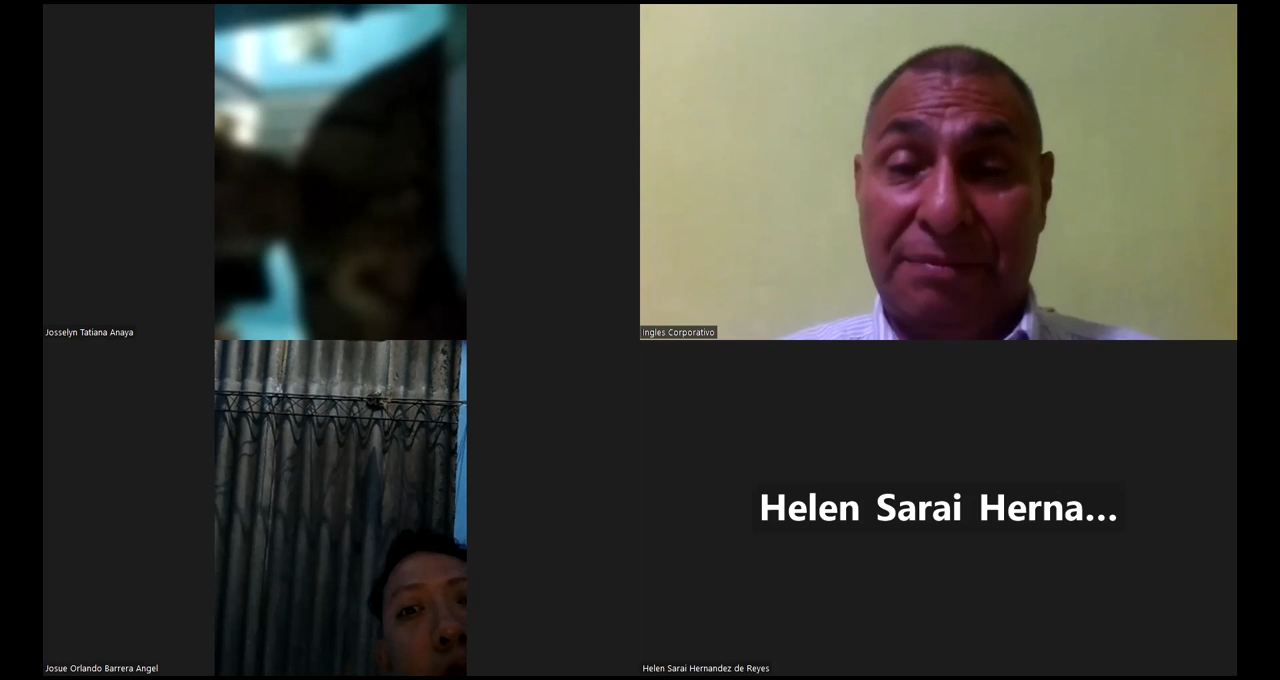 Josselyn Tatiana Anaya
Ingles Corporativo
Helen Sarai Herna...
Josue Orlando Barrera Angel
Helen Sarai Hernandez de Reyes